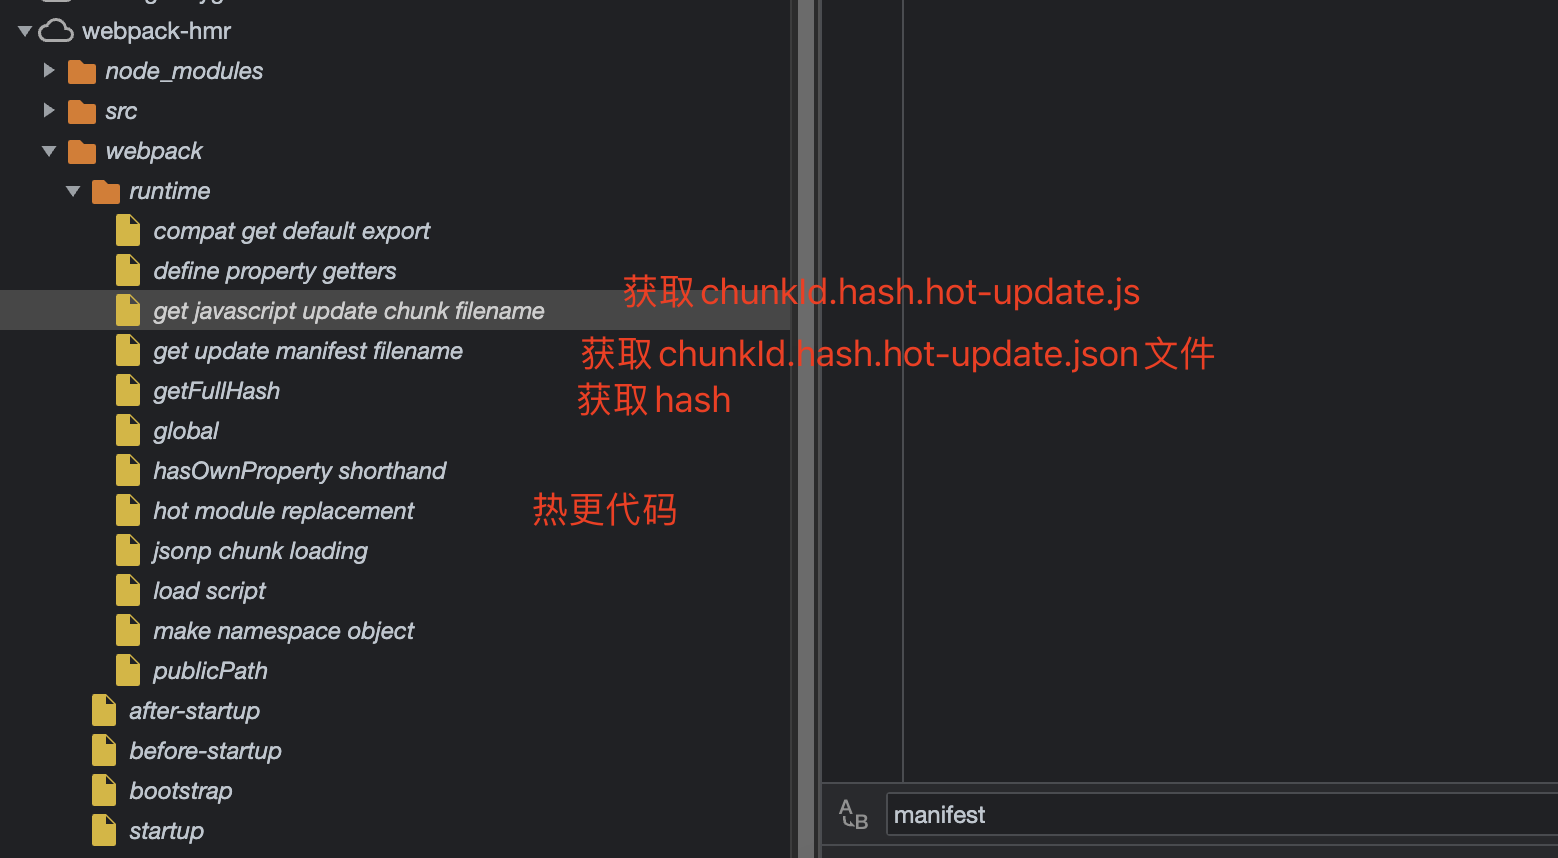 webpack-hmr
node_modules
src
webpack
runtime
compat get default export
define property getters
获取 chunkId.hash.hot-update.js
get javascript update chunk filename
get update manifest filename
获取 chunkId.hash.hot-update.json 文件
getFullHash
获取 hash
global
hasOwnProperty shorthand
hot module replacement
热更代码
jsonp chunk loading
load script
make namespace object
publicPath
after-startup
before-startup
bootstrap
startup
A
B
manifest